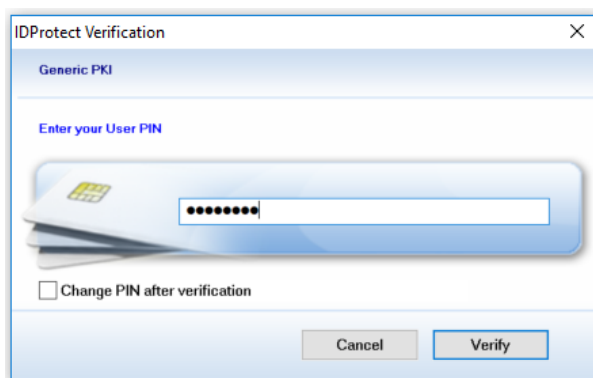 IDProtect Verification
Generic PKI
Enter your User PIN
●●●●●●●●
Change PIN after verification
Cancel Verify